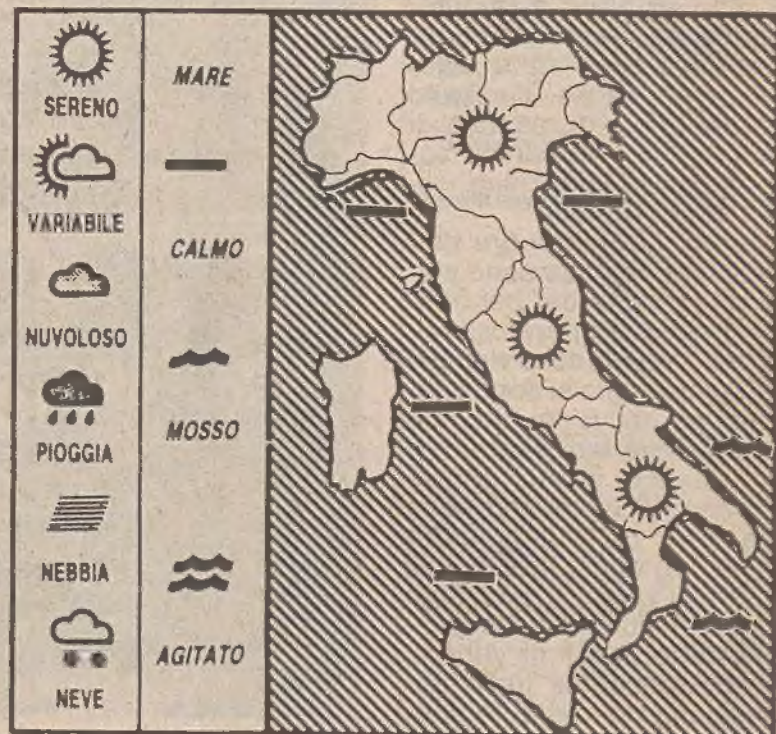 SERENO
VARIABILE
NUVOLOSO
PIOGGIA
NEBBIA
NEVE
MARE
CALMO
MOSSO
AGITATO